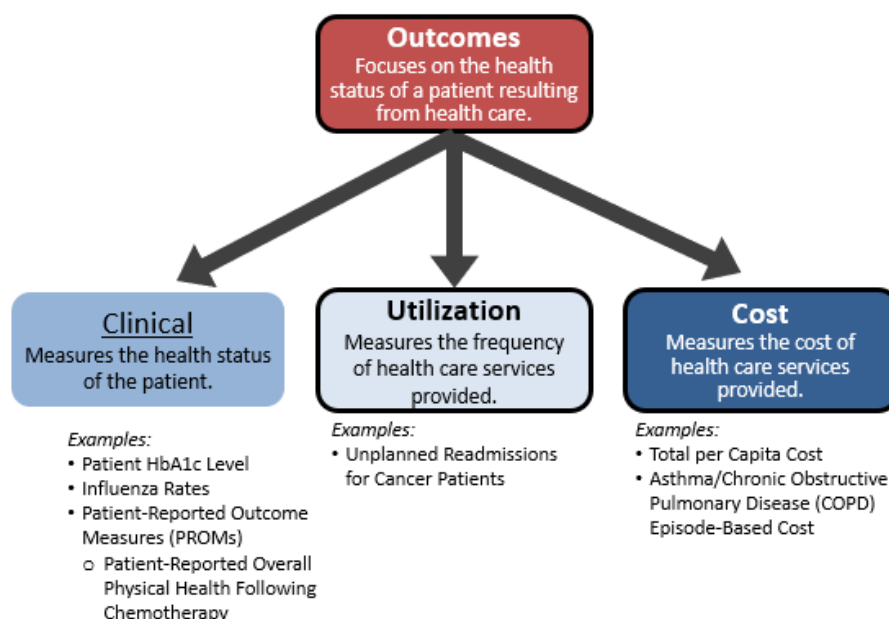 Outcomes
Focuses on the health
status of a patient resulting
from health care.
Clinical
Measures the health status
of the patient.
Examples:
• Patient HbA1c Level
• Influenza Rates
• Patient-Reported Outcome
Measures (PROMs)
o Patient-Reported Overall
Physical Health Following
Chemotherapy
Utilization
Measures the frequency
of health care services
provided.
Examples:
• Unplanned Readmissions
for Cancer Patients
Cost
Measures the cost of
health care services
provided.
Examples:
• Total per Capita Cost
• Asthma/Chronic Obstructive
Pulmonary Disease (COPD)
Episode-Based Cost